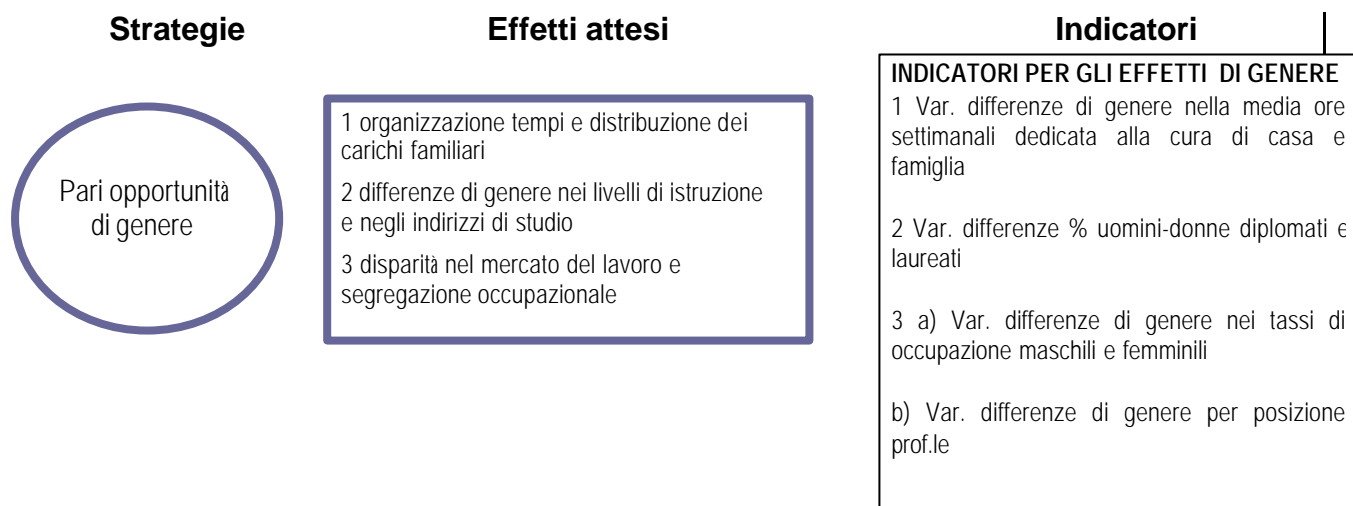 Strategie
Effetti attesi
Indicatori
Pari opportunità
di genere
1 organizzazione tempi e distribuzione dei
carichi familiari
2 differenze di genere nei livelli di istruzione
e negli indirizzi di studio
3 disparità nel mercato del lavoro e
segregazione occupazionale
INDICATORI PER GLI EFFETTI DI GENERE
1 Var. differenze di genere nella media ore
settimanali dedicata alla cura di casa e
famiglia
2 Var. differenze % uomini-donne diplomati e
laureati
3 a) Var. differenze di genere nei tassi di
occupazione maschili e femminili
b) Var. differenze di genere per posizione
prof.le